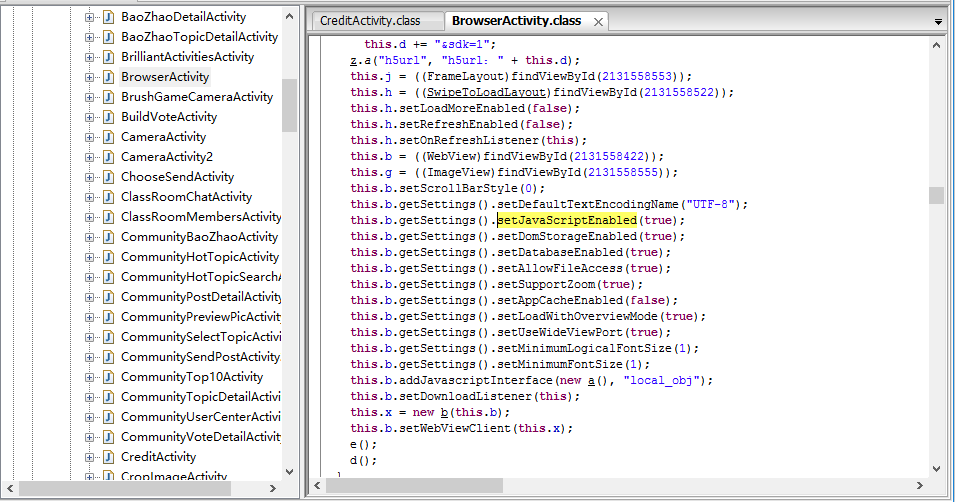 BaoZhaoDetailActivity
BaoZhaoTopicDetailActivity
BrilliantActivitiesActivity
BrowserActivity
BrushGameCameraActivity
BuildVoteActivity
CameraActivity
CameraActivity2
ChooseSendActivity
ClassRoomChatActivity
ClassRoomMembersActivity
CommunityBaoZhaoActivity
CommunityHotTopicActivity
CommunityHotTopicSearchA
CommunityPostDetailActivity
CommunityPreviewPicActivity
CommunitySelectTopicActivity
CommunitySendPostActivity
CommunityTop10Activity
CommunityTopicDetailActivi
CommunityUserCenterActivi
CommunityVoteDetailActivit
CreditActivity
CropImageActivity
CreditActivity.class
BrowserActivity.class
this.d += "&sdk=1";
z.a("h5url", "h5url: " + this.d);
this.j = ((FrameLayout)findViewById(2131558553));
this.h = ((SwipeToLoadLayout)findViewById(2131558522));
this.h.setLoadMoreEnabled(false);
this.h.setRefreshEnabled(false);
this.h.setOnRefreshListener(this);
this.b = ((WebView)findViewById(2131558422));
this.g = ((ImageView)findViewById(2131558555));
this.b.setScrollBarStyle(0);
this.b.getSettings().setDefaultTextEncodingName("UTF-8");
this.b.getSettings().setJavaScriptEnabled(true);
this.b.getSettings().setDomStorageEnabled(true);
this.b.getSettings().setDatabaseEnabled(true);
this.b.getSettings().setAllowFileAccess(true);
this.b.getSettings().setSupportZoom(true);
this.b.getSettings().setAppCacheEnabled(false);
this.b.getSettings().setLoadWithOverviewMode(true);
this.b.getSettings().setUseWideViewPort(true);
this.b.getSettings().setMinimumLogicalFontSize(1);
this.b.getSettings().setMinimumFontSize(1);
this.b.addJavascriptInterface(new a(), "local_obj");
this.b.setDownloadListener(this);
this.x = new b(this.b);
this.b.setWebViewClient(this.x);
e();
d();